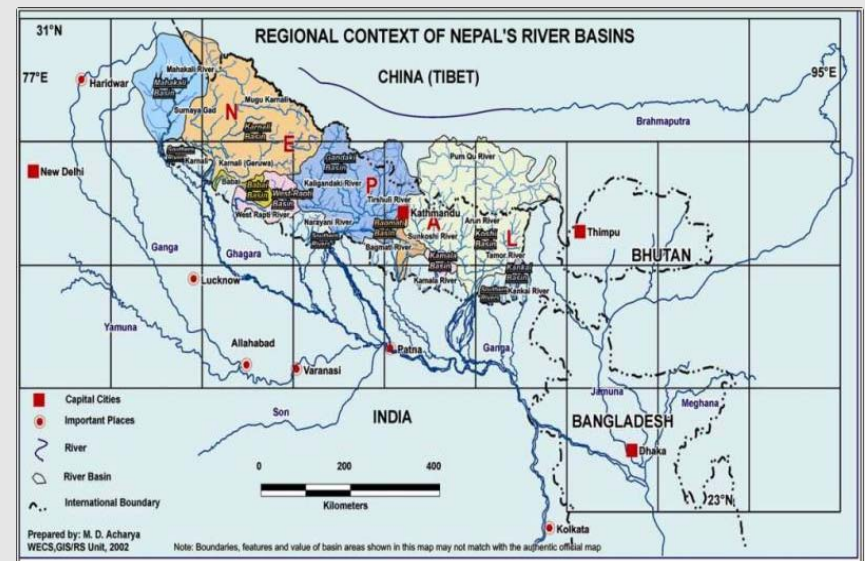 31°N
REGIONAL CONTEXT OF NEPAL'S RIVER BASINS
77°E
CHINA (TIBET)
95°E
Haridwar
Mahakali River
Mahakali
Basin
Surnaya Gad
Mugu Karnali
N
Karnali
Basin
E
Brahmaputra
New Delhi
Karnali
Karnali (Geruwa)
Gandaki
Basin
Pum Qu River
Babai
Babai
Basin
West-Rapti
Basin
Kaligandaki River
P
Tirshuli River
West Rapti River
Narayani River
Kathmandu
Bagmati
Basin
A
Arun River
L
Sunkoshi River
Koshi
Basin
Thimpu
Ganga
Ghagara
Bagmati River
Tamor River
BHUTAN
Kamala
Basin
Kankai
Basin
Lucknow
Kamala River
Kankai River
Yamuna
Allahabad
Varanasi
Patna
Ganga
Jamuna
Meghana
Son
INDIA
BANGLADESH
Dhaka
23°N
Kolkata
Capital Cities
Important Places
River
River Basin
International Boundary
0 200 400
Kilometers
Prepared by: M. D. Acharya
WECS,GIS/RS Unit, 2002
Note: Boundaries, features and value of basin areas shown in this map may not match with the authentic official map